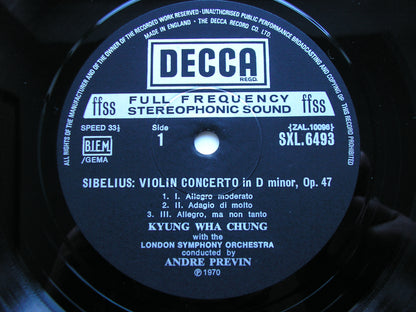 ALL RIGHTS OF THE MANUFACTURER AND OF THE OWNER OF THE RECORDED WORK RESERVED • UNAUTHORISED PUBLIC PERFORMANCE BROADCASTING AND COPYING OF THIS RECORD PROHIBITED
MADE IN ENGLAND • THE DECCA RECORD CO. LTD.
DECCA
REGD.
ffss FULL FREQUENCY STEREOPHONIC SOUND ffss
SPEED 33⅓ Side (ZAL.10096)
B.I.E.M. 1 SXL.6493
/GEMA
SIBELIUS: VIOLIN CONCERTO in D minor, Op. 47
1. I. Allegro moderato
2. II. Adagio di molto
3. III. Allegro, ma non tanto
KYUNG WHA CHUNG
with the
LONDON SYMPHONY ORCHESTRA
conducted by
ANDRE PREVIN
℗ 1970